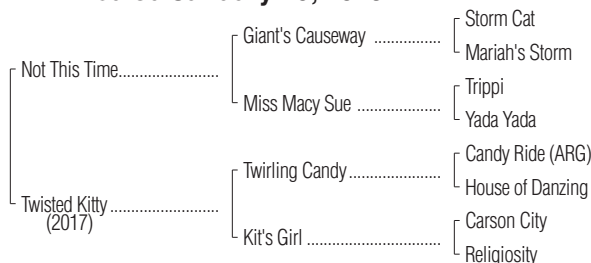 Storm Cat
Giant's Causeway ..................
Mariah's Storm
Not This Time.........................
Trippi
Miss Macy Sue .....................
Yada Yada
Candy Ride (ARG)
Twirling Candy.......................
House of Danzing
Twisted Kitty ...........................
(2017)
Carson City
Kit's Girl .................................
Religiosity